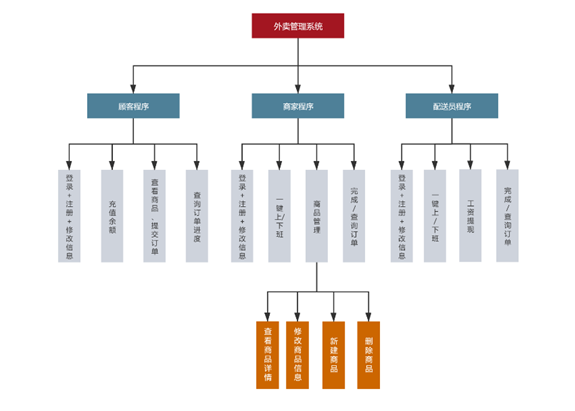 外卖管理系统
顾客程序
商家程序
配送员程序
登录+注册+修改信息
充值余额
查看商品、提交订单
查询订单进度
登录+注册+修改信息
一键上/下班
商品管理
完成/查询订单
登录+注册+修改信息
一键上/下班
工资提现
完成/查询订单
查看商品详情
修改商品信息
新建商品
删除商品